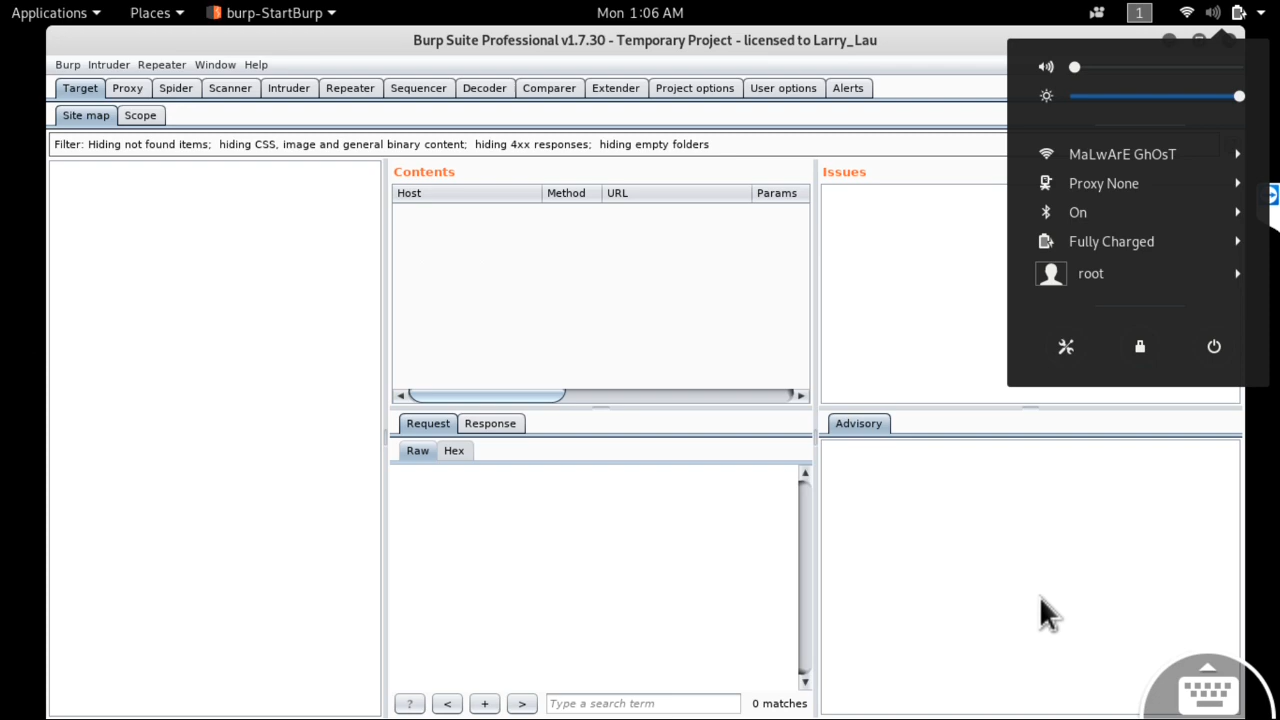 Applications Places burp-StartBurp Mon 1:06 AM 1
Burp Suite Professional v1.7.30 - Temporary Project - licensed to Larry_Lau
Burp Intruder Repeater Window Help
Target Proxy Spider Scanner Intruder Repeater Sequencer Decoder Comparer Extender Project options User options Alerts
Site map Scope
Filter: Hiding not found items; hiding CSS, image and general binary content; hiding 4xx responses; hiding empty folders
Contents
Host Method URL Params
Request Response
Raw Hex
? < + > Type a search term 0 matches
Issues
Advisory
MaLwArE GhOsT
Proxy None
On
Fully Charged
root